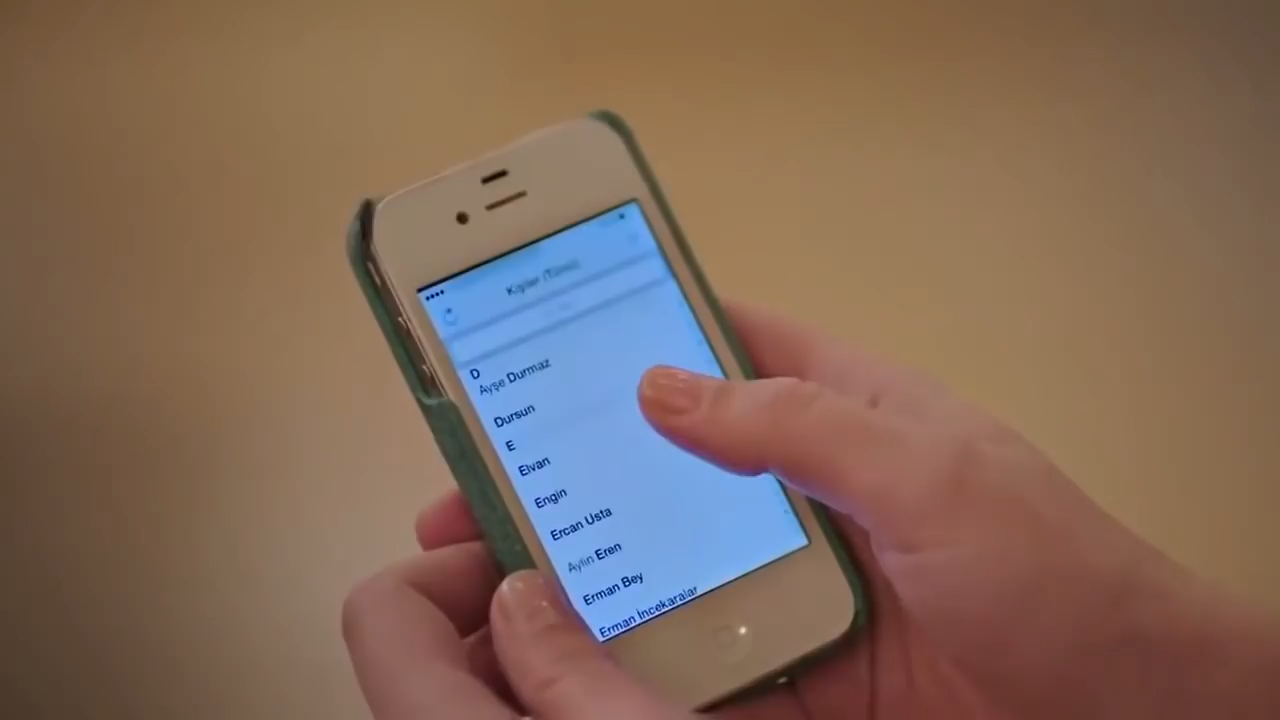 Kişiler (Tümü)
D
Ayşe Durmaz
Dursun
E
Elvan
Engin
Ercan Usta
Aylin Eren
Erman Bey
Erman İncekaralar